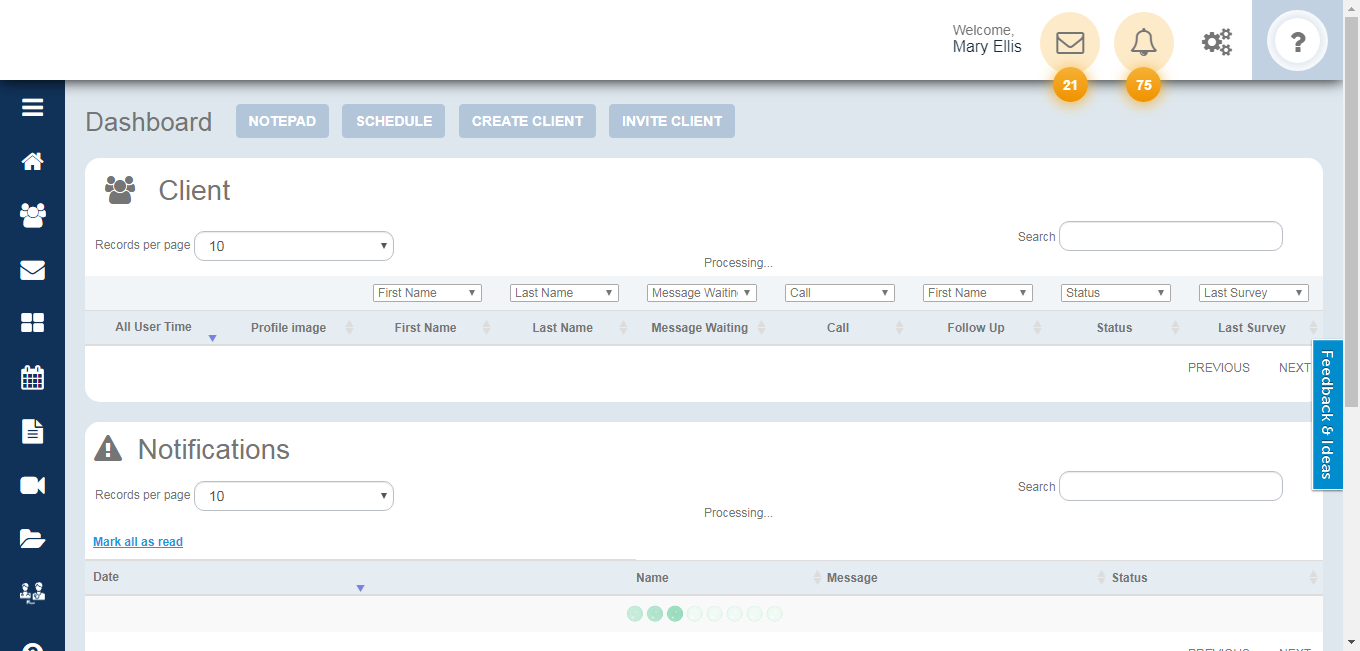 Welcome,
Mary Ellis
?
21
75
Dashboard
NOTEPAD
SCHEDULE
CREATE CLIENT
INVITE CLIENT
Client
Records per page
10
Search
Processing...
First Name
Last Name
Message Waitin
Call
First Name
Status
Last Survey
All User Time
Profile image
First Name
Last Name
Message Waiting
Call
Follow Up
Status
Last Survey
PREVIOUS
NEXT
Feedback & Ideas
Notifications
Records per page
10
Search
Processing...
Mark all as read
Date
Name
Message
Status
PREVIOUS
NEXT